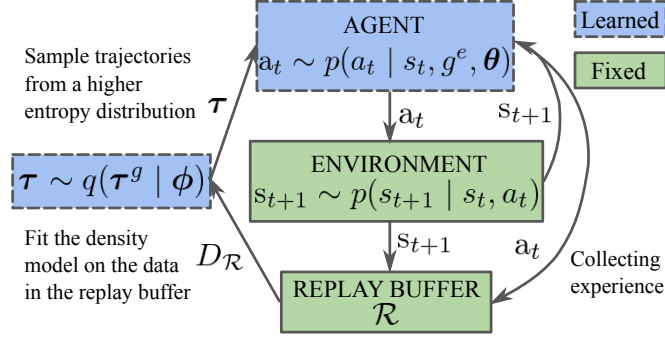 AGENT
a_t ∼ p(a_t | s_t, g^e, θ)
Learned
Fixed
Sample trajectories
from a higher
entropy distribution
τ
a_t
s_{t+1}
ENVIRONMENT
s_{t+1} ∼ p(s_{t+1} | s_t, a_t)
τ ∼ q(τ^g | ϕ)
Fit the density
model on the data
in the replay buffer
D_ℛ
s_{t+1}
a_t
Collecting
experience
REPLAY BUFFER
ℛ